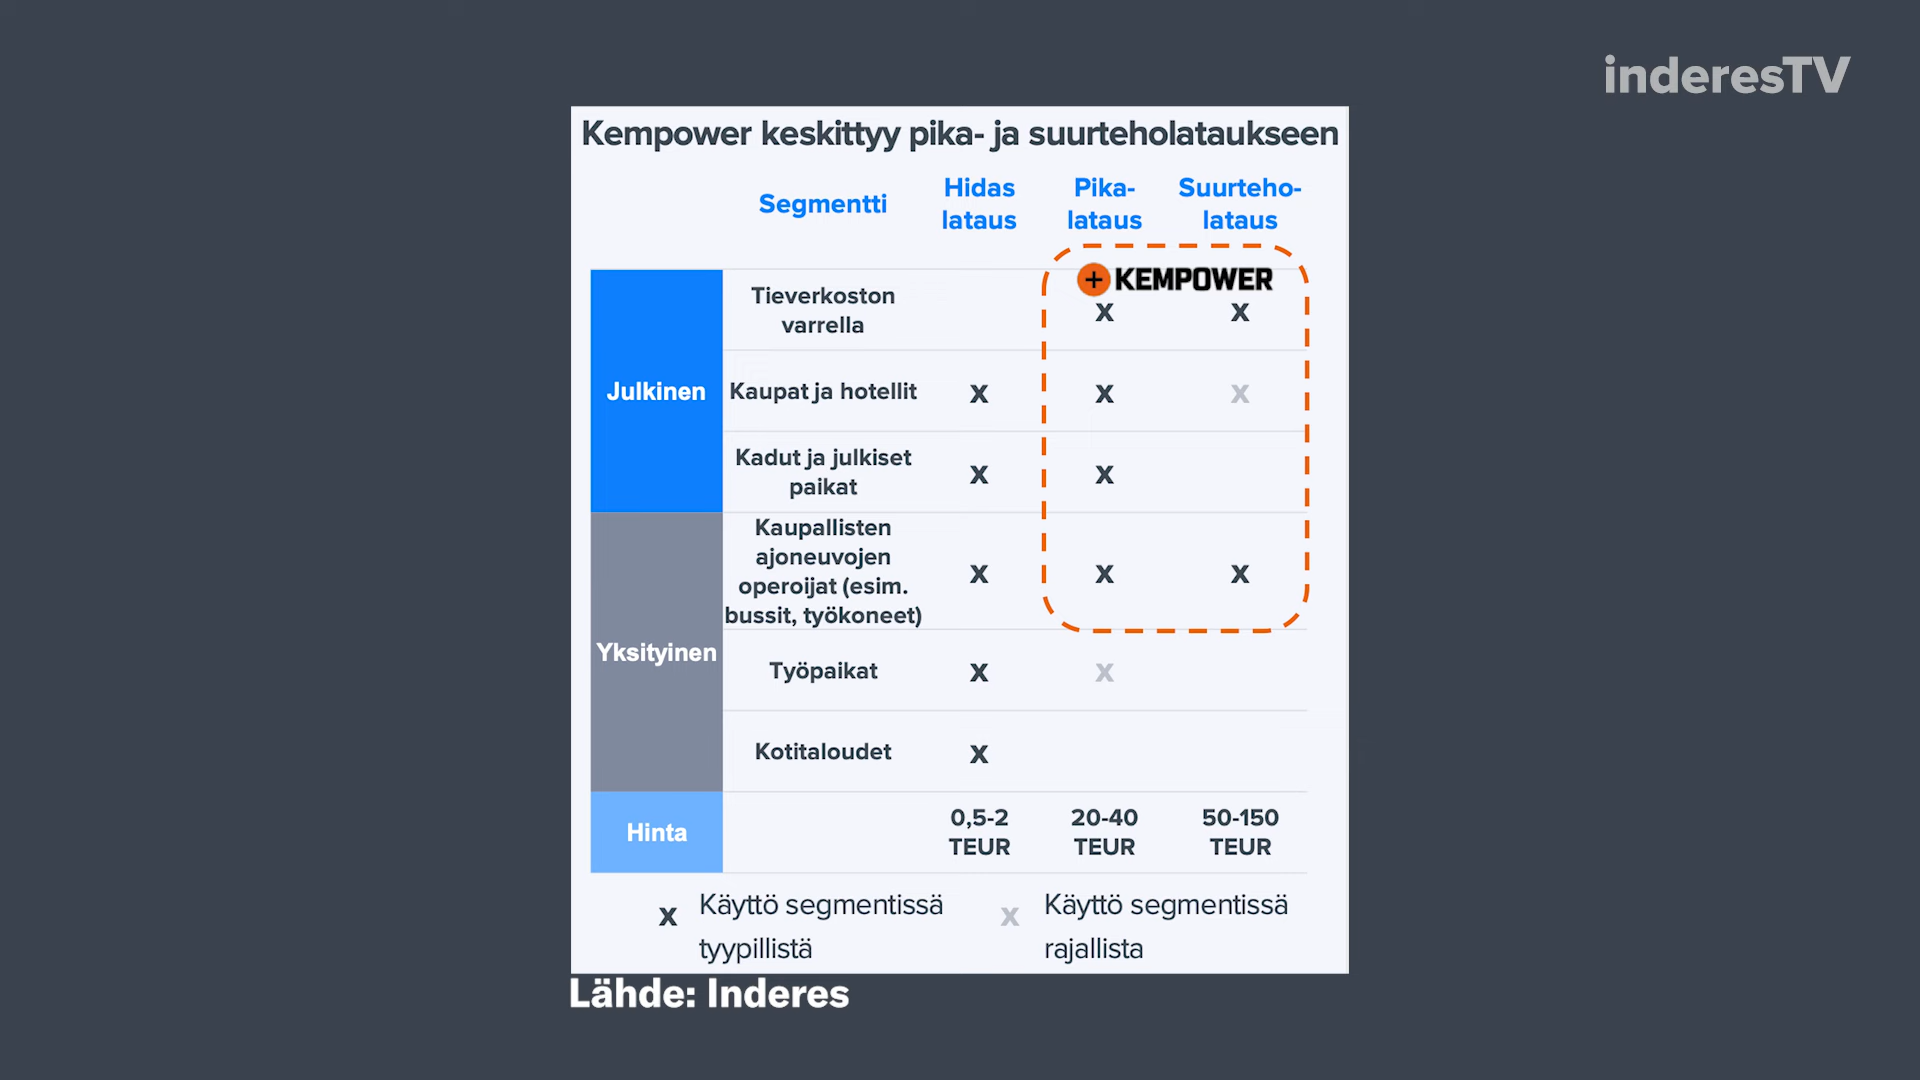 inderesTV
Kempower keskittyy pika- ja suurteholataukseen
Segmentti
Hidas
lataus
Pika-
lataus
Suurteho-
lataus
+ KEMPOWER
Julkinen
Tieverkoston
varrella
x x
Kaupat ja hotellit
x x x
Kadut ja julkiset
paikat
x x
Yksityinen
Kaupallisten
ajoneuvojen
operoijat (esim.
bussit, työkoneet)
x x x
Työpaikat
x x
Kotitaloudet
x
Hinta
0,5-2
TEUR
20-40
TEUR
50-150
TEUR
x Käyttö segmentissä
tyypillistä
x Käyttö segmentissä
rajallista
Lähde: Inderes